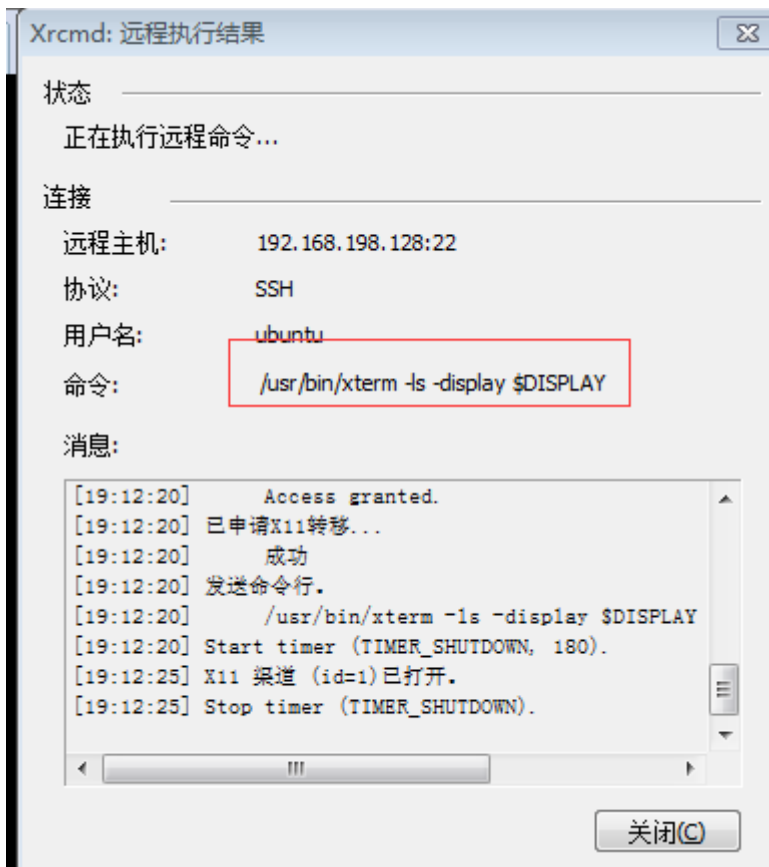 Xrcmd: 远程执行结果
状态
正在执行远程命令...
连接
远程主机: 192.168.198.128:22
协议: SSH
用户名: ubuntu
命令: /usr/bin/xterm -ls -display $DISPLAY
消息:
[19:12:20] Access granted.
[19:12:20] 已申请X11转移...
[19:12:20] 成功
[19:12:20] 发送命令行.
[19:12:20] /usr/bin/xterm -ls -display $DISPLAY
[19:12:20] Start timer (TIMER_SHUTDOWN, 180).
[19:12:25] X11 渠道 (id=1)已打开.
[19:12:25] Stop timer (TIMER_SHUTDOWN).
关闭(C)